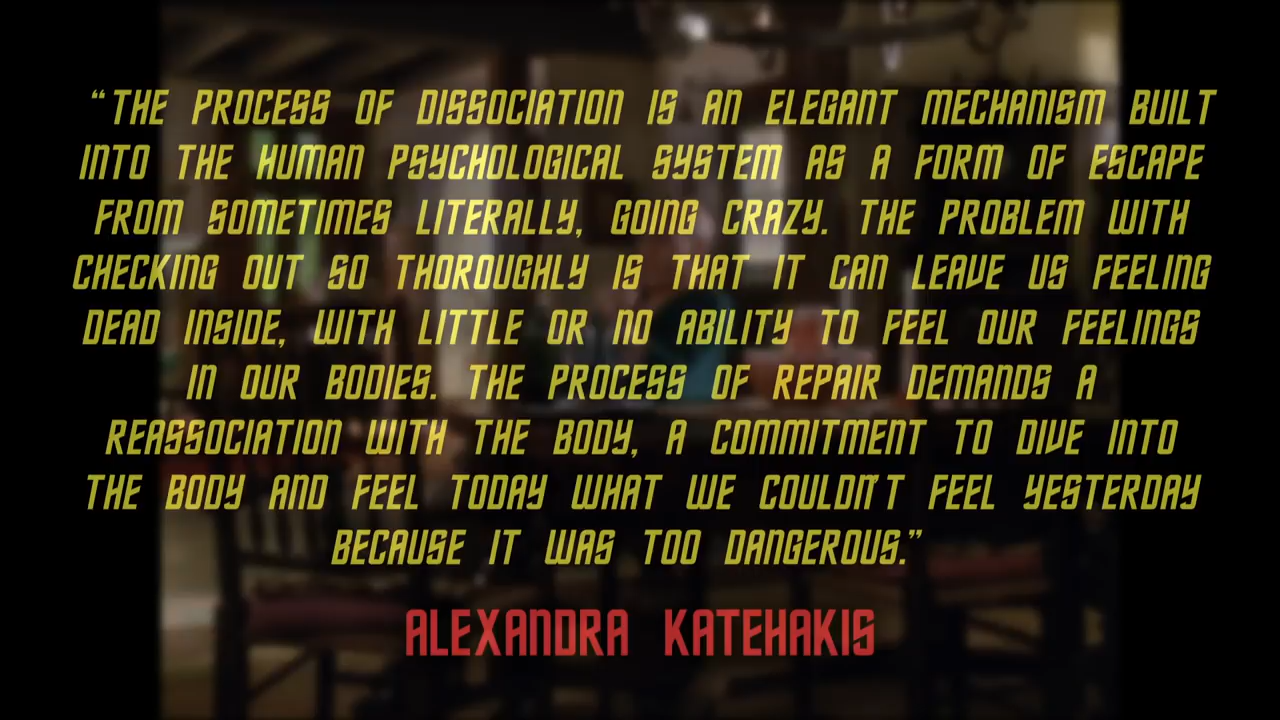 “THE PROCESS OF DISSOCIATION IS AN ELEGANT MECHANISM BUILT
INTO THE HUMAN PSYCHOLOGICAL SYSTEM AS A FORM OF ESCAPE
FROM SOMETIMES LITERALLY, GOING CRAZY. THE PROBLEM WITH
CHECKING OUT SO THOROUGHLY IS THAT IT CAN LEAVE US FEELING
DEAD INSIDE, WITH LITTLE OR NO ABILITY TO FEEL OUR FEELINGS
IN OUR BODIES. THE PROCESS OF REPAIR DEMANDS A
REASSOCIATION WITH THE BODY, A COMMITMENT TO DIVE INTO
THE BODY AND FEEL TODAY WHAT WE COULDN'T FEEL YESTERDAY
BECAUSE IT WAS TOO DANGEROUS.”
ALEXANDRA KATEHAKIS